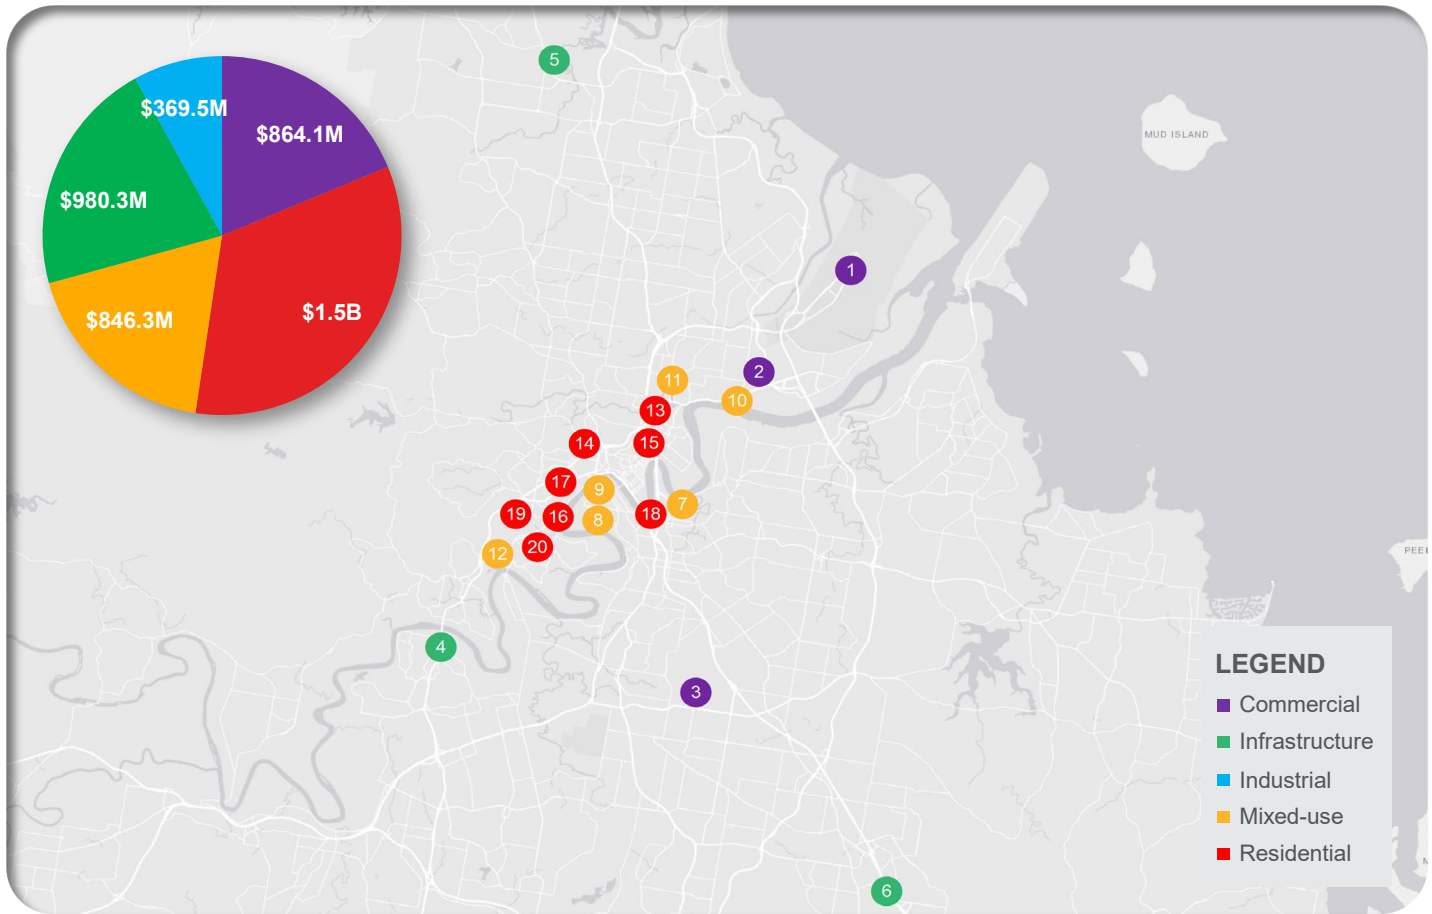 5
$369.5M
$864.1M
MUD ISLAND
$980.3M
1
$1.5B
$846.3M
2
11
10
13
14
15
17
9
7
19
16
8
18
20
12
4
3
6
LEGEND
Commercial
Infrastructure
Industrial
Mixed-use
Residential